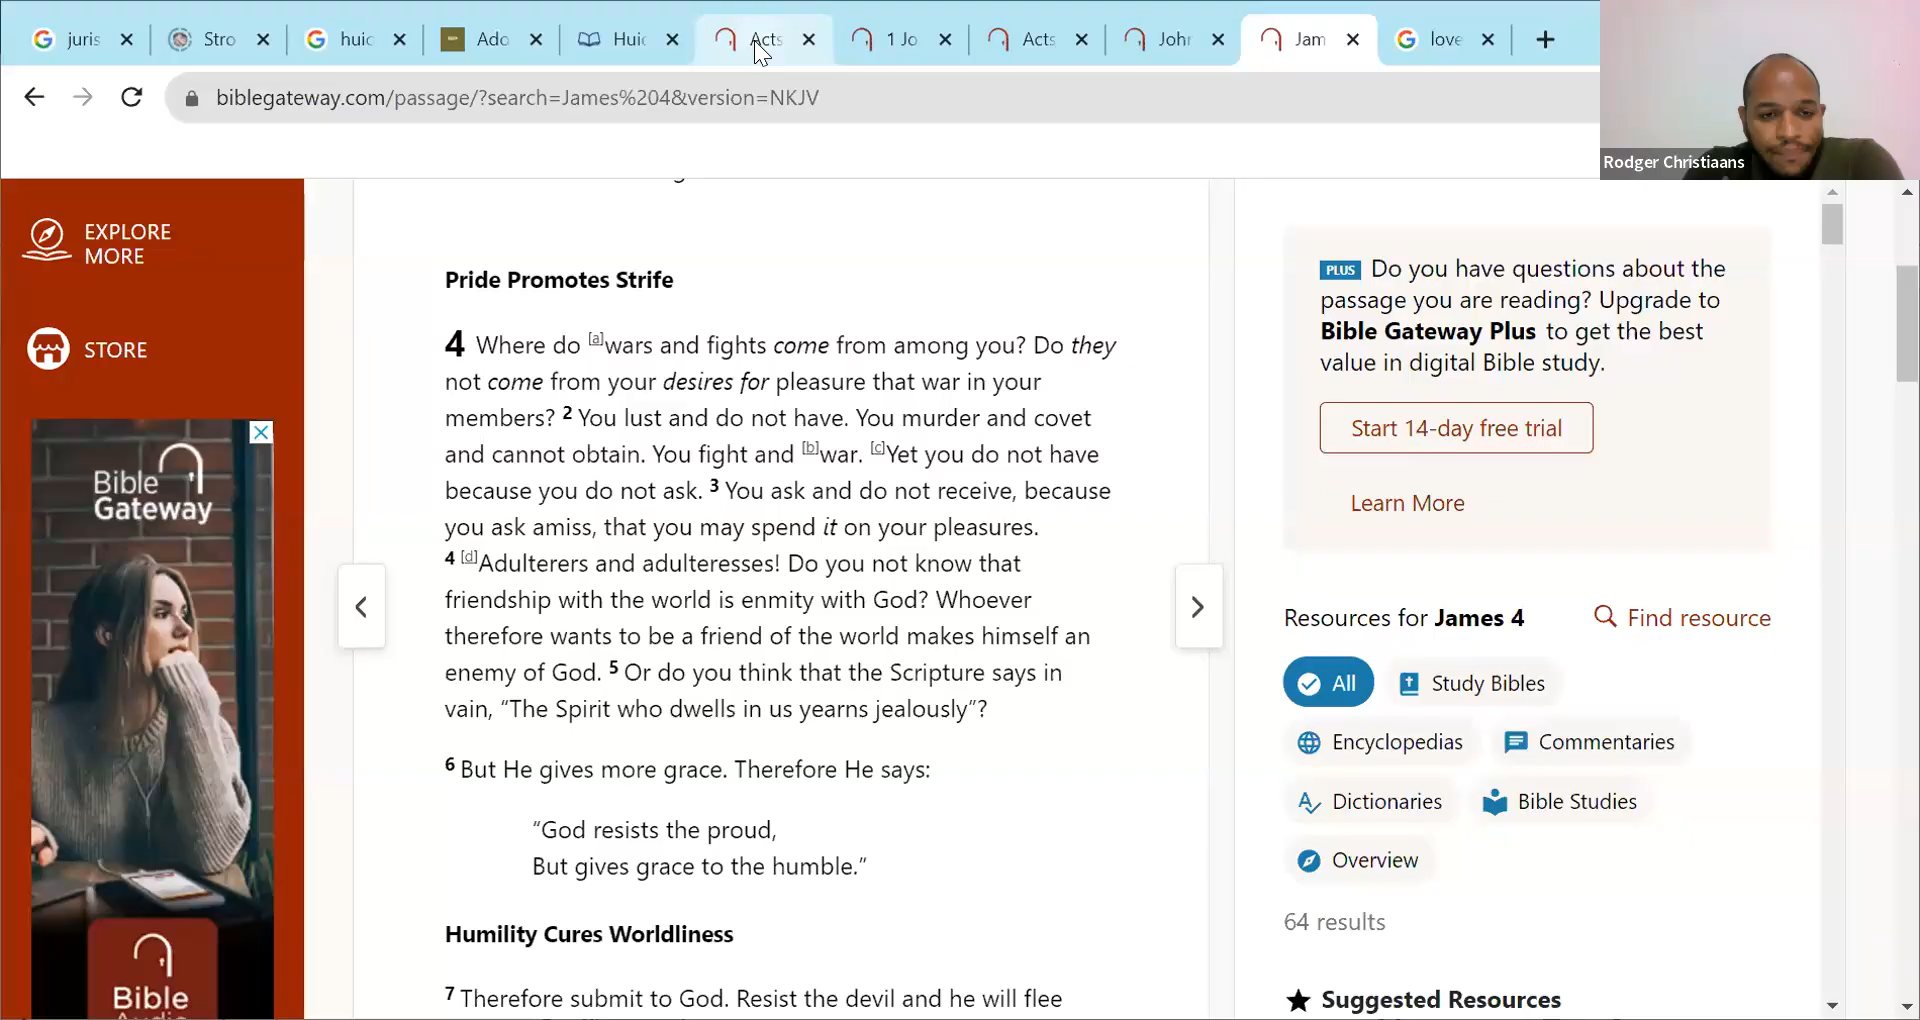 juris
Stro
huic
Ado
Huic
Acts
1 Jo
Acts
Johr
Jam
love
biblegateway.com/passage/?search=James%204&version=NKJV
Rodger Christiaans
EXPLORE
MORE
STORE
Bible
Gateway
Bible
Pride Promotes Strife
4 Where do [a]wars and fights come from among you? Do they
not come from your desires for pleasure that war in your
members? 2 You lust and do not have. You murder and covet
and cannot obtain. You fight and [b]war. [c]Yet you do not have
because you do not ask. 3 You ask and do not receive, because
you ask amiss, that you may spend it on your pleasures.
4 [d]Adulterers and adulteresses! Do you not know that
friendship with the world is enmity with God? Whoever
therefore wants to be a friend of the world makes himself an
enemy of God. 5 Or do you think that the Scripture says in
vain, “The Spirit who dwells in us yearns jealously”?
6 But He gives more grace. Therefore He says:
“God resists the proud,
But gives grace to the humble.”
Humility Cures Worldliness
7 Therefore submit to God. Resist the devil and he will flee
PLUS Do you have questions about the
passage you are reading? Upgrade to
Bible Gateway Plus to get the best
value in digital Bible study.
Start 14-day free trial
Learn More
Resources for James 4
Find resource
All
Study Bibles
Encyclopedias
Commentaries
Dictionaries
Bible Studies
Overview
64 results
Suggested Resources